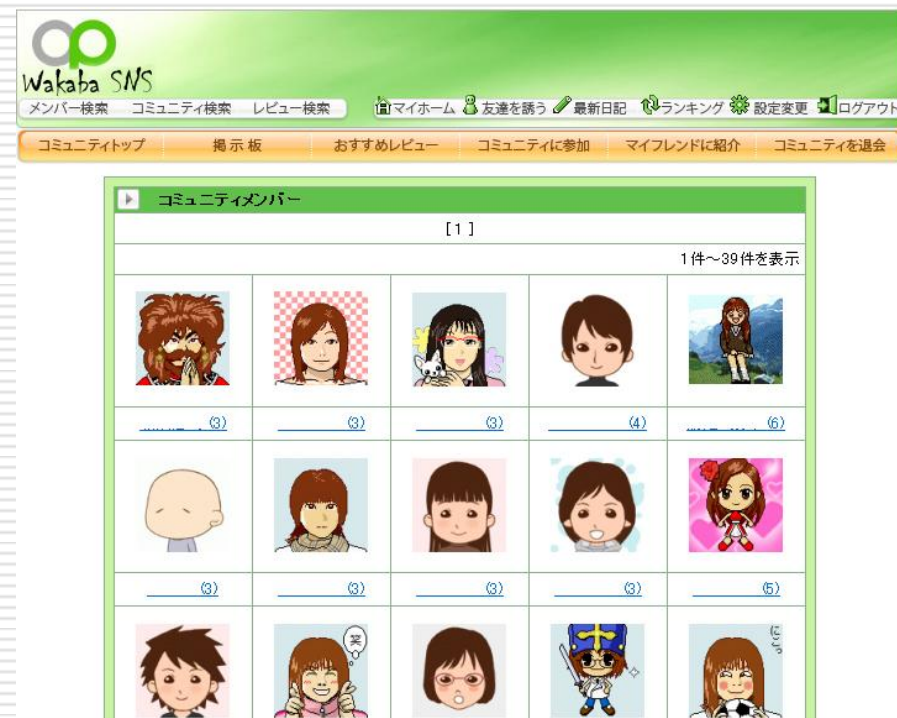 Wakaba SNS
メンバー検索 コミュニティ検索 レビュー検索 マイホーム 友達を誘う 最新日記 ランキング 設定変更 ログアウト
コミュニティトップ 掲示板 おすすめレビュー コミュニティに参加 マイフレンドに紹介 コミュニティを退会
コミュニティメンバー
[1]
1件～39件を表示
(3) (3) (3) (4) (6)
(3) (3) (3) (3) (5)
笑
にこっ